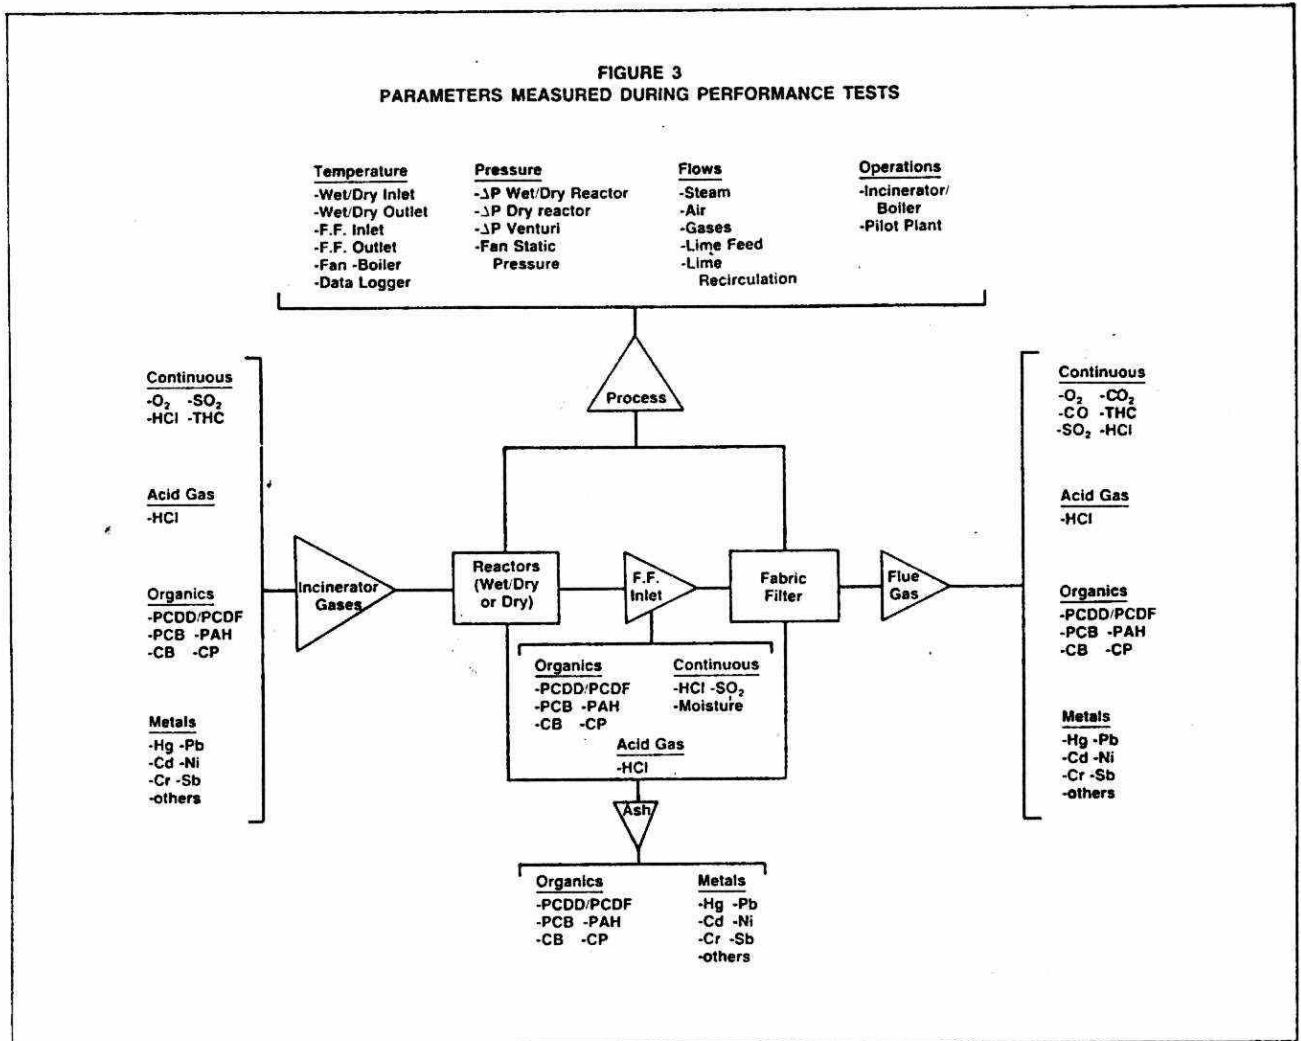 FIGURE 3
PARAMETERS MEASURED DURING PERFORMANCE TESTS
Temperature
-Wet/Dry Inlet
-Wet/Dry Outlet
-F.F. Inlet
-F.F. Outlet
-Fan -Boiler
-Data Logger
Pressure
-ΔP Wet/Dry Reactor
-ΔP Dry reactor
-ΔP Venturi
-Fan Static
Pressure
Flows
-Steam
-Air
-Gases
-Lime Feed
-Lime
Recirculation
Operations
-Incinerator/
Boiler
-Pilot Plant
Process
Continuous
-O₂ -SO₂
-HCl -THC
Acid Gas
-HCl
Organics
-PCDD/PCDF
-PCB -PAH
-CB -CP
Metals
-Hg -Pb
-Cd -Ni
-Cr -Sb
-others
Incinerator
Gases
Reactors
(Wet/Dry
or Dry)
F.F.
Inlet
Fabric
Filter
Flue
Gas
Organics
-PCDD/PCDF
-PCB -PAH
-CB -CP
Continuous
-HCl -SO₂
-Moisture
Acid Gas
-HCl
Ash
Organics
-PCDD/PCDF
-PCB -PAH
-CB -CP
Metals
-Hg -Pb
-Cd -Ni
-Cr -Sb
-others
Continuous
-O₂ -CO₂
-CO -THC
-SO₂ -HCl
Acid Gas
-HCl
Organics
-PCDD/PCDF
-PCB -PAH
-CB -CP
Metals
-Hg -Pb
-Cd -Ni
-Cr -Sb
-others